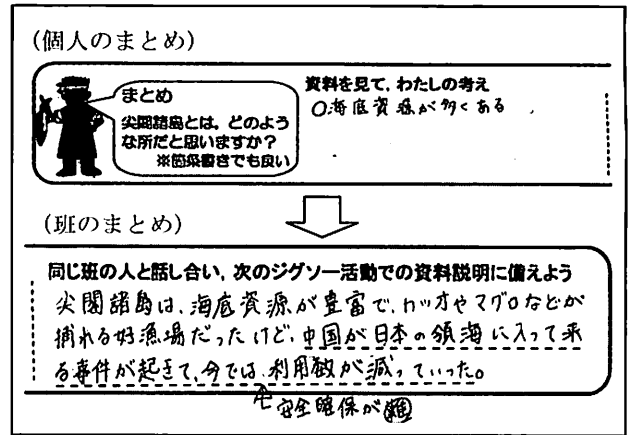 (個人のまとめ)
まとめ
尖閣諸島とは、どのよう
な所だと思いますか?
※箇条書きでも良い
資料を見て、わたしの考え
○海底資源が多くある
(班のまとめ)
同じ班の人と話し合い、次のジグソー活動での資料説明に備えよう
尖閣諸島は、海底資源が豊富で、カツオやマグロなどが
捕れる好漁場だったけど、中国が日本の領海に入って来
る事件が起きて、今では、利用数が減っていった。
安全確保が難